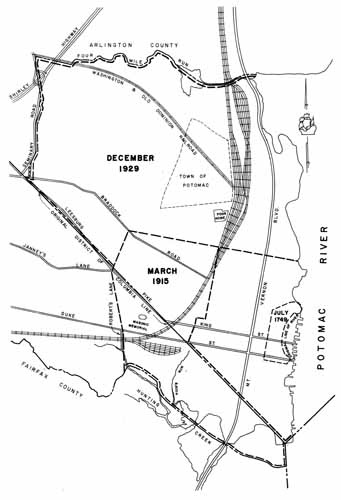 ARLINGTON COUNTY
FOUR MILE RUN
SHIRLEY HIGHWAY
WASHINGTON & OLD DOMINION RAILROAD
SEMINARY ROAD
DECEMBER
1929
TOWN OF
POTOMAC
LEESBURG PIKE
BRADDOCK ROAD
ORIGINAL DISTRICT OF COLUMBIA LINE
JANNEY'S
LANE
MARCH
1915
ROBERTS LANE
MASONIC
MEMORIAL
DUKE ST
KING ST
JULY
1749
MT VERNON BLVD.
POTOMAC RIVER
FAIRFAX COUNTY
HUNTING CREEK
RUN